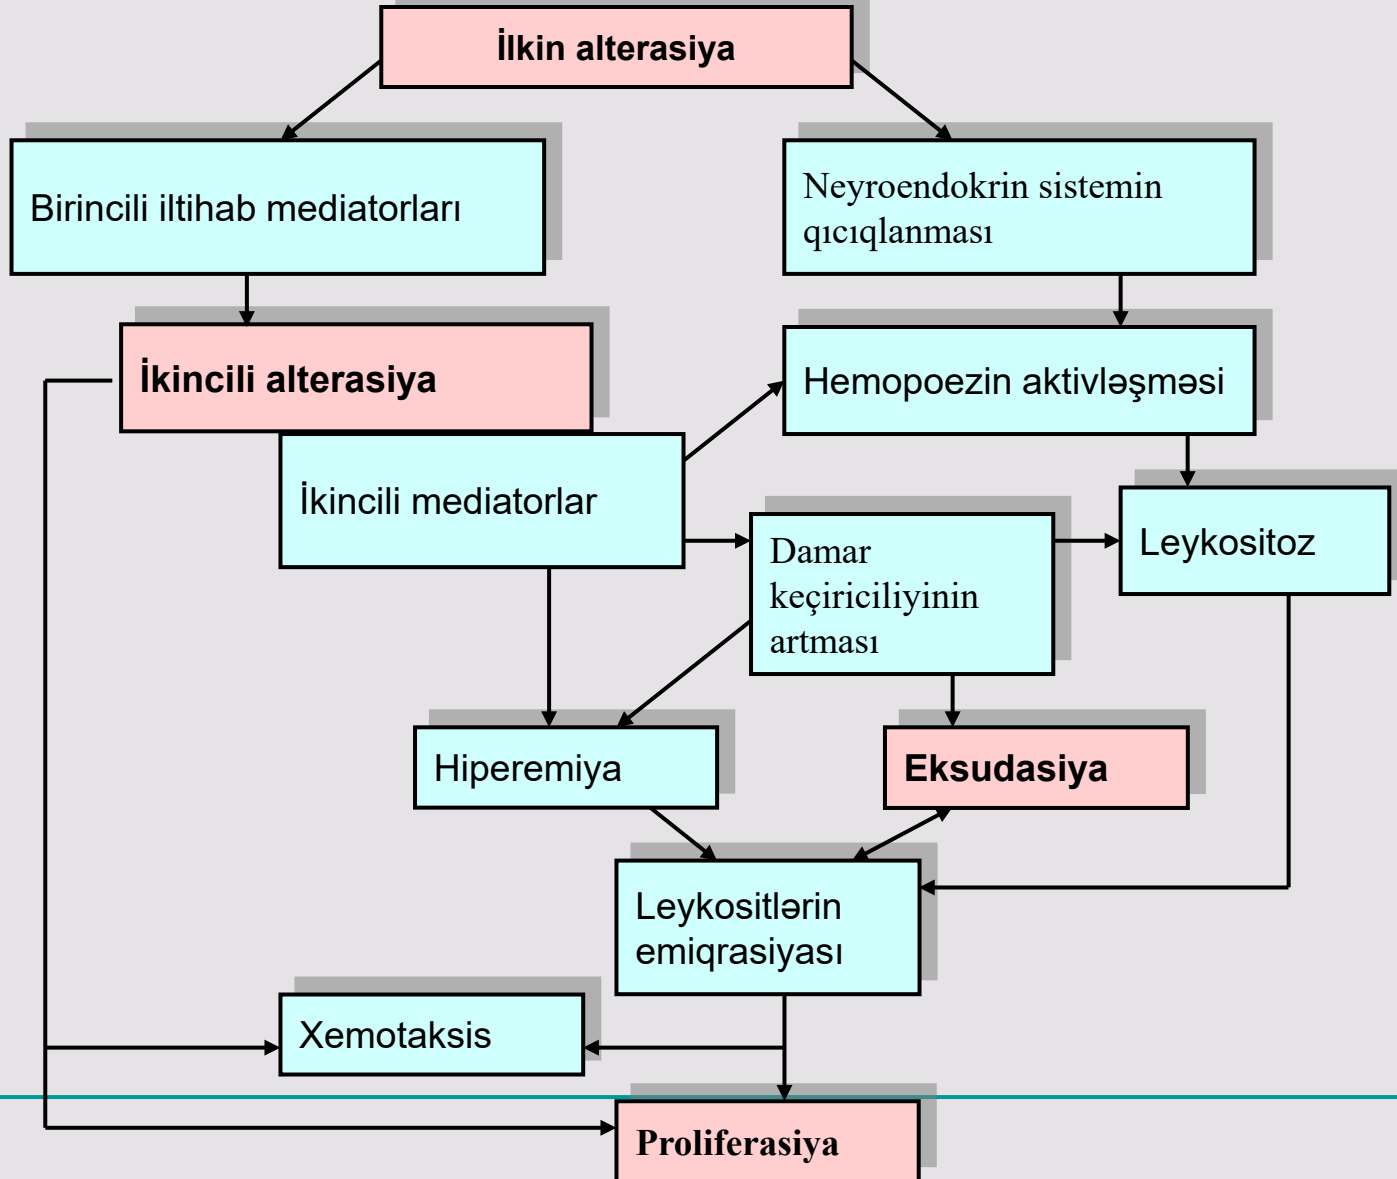 İlkin alterasiya
Birincili iltihab mediatorları
Neyroendokrin sistemin
qıcıqlanması
İkincili alterasiya
Hemopoezin aktivləşməsi
İkincili mediatorlar
Damar
keçiriciliyinin
artması
Leykositoz
Hiperemiya
Eksudasiya
Leykositlərin
emiqrasiyası
Xemotaksis
Proliferasiya